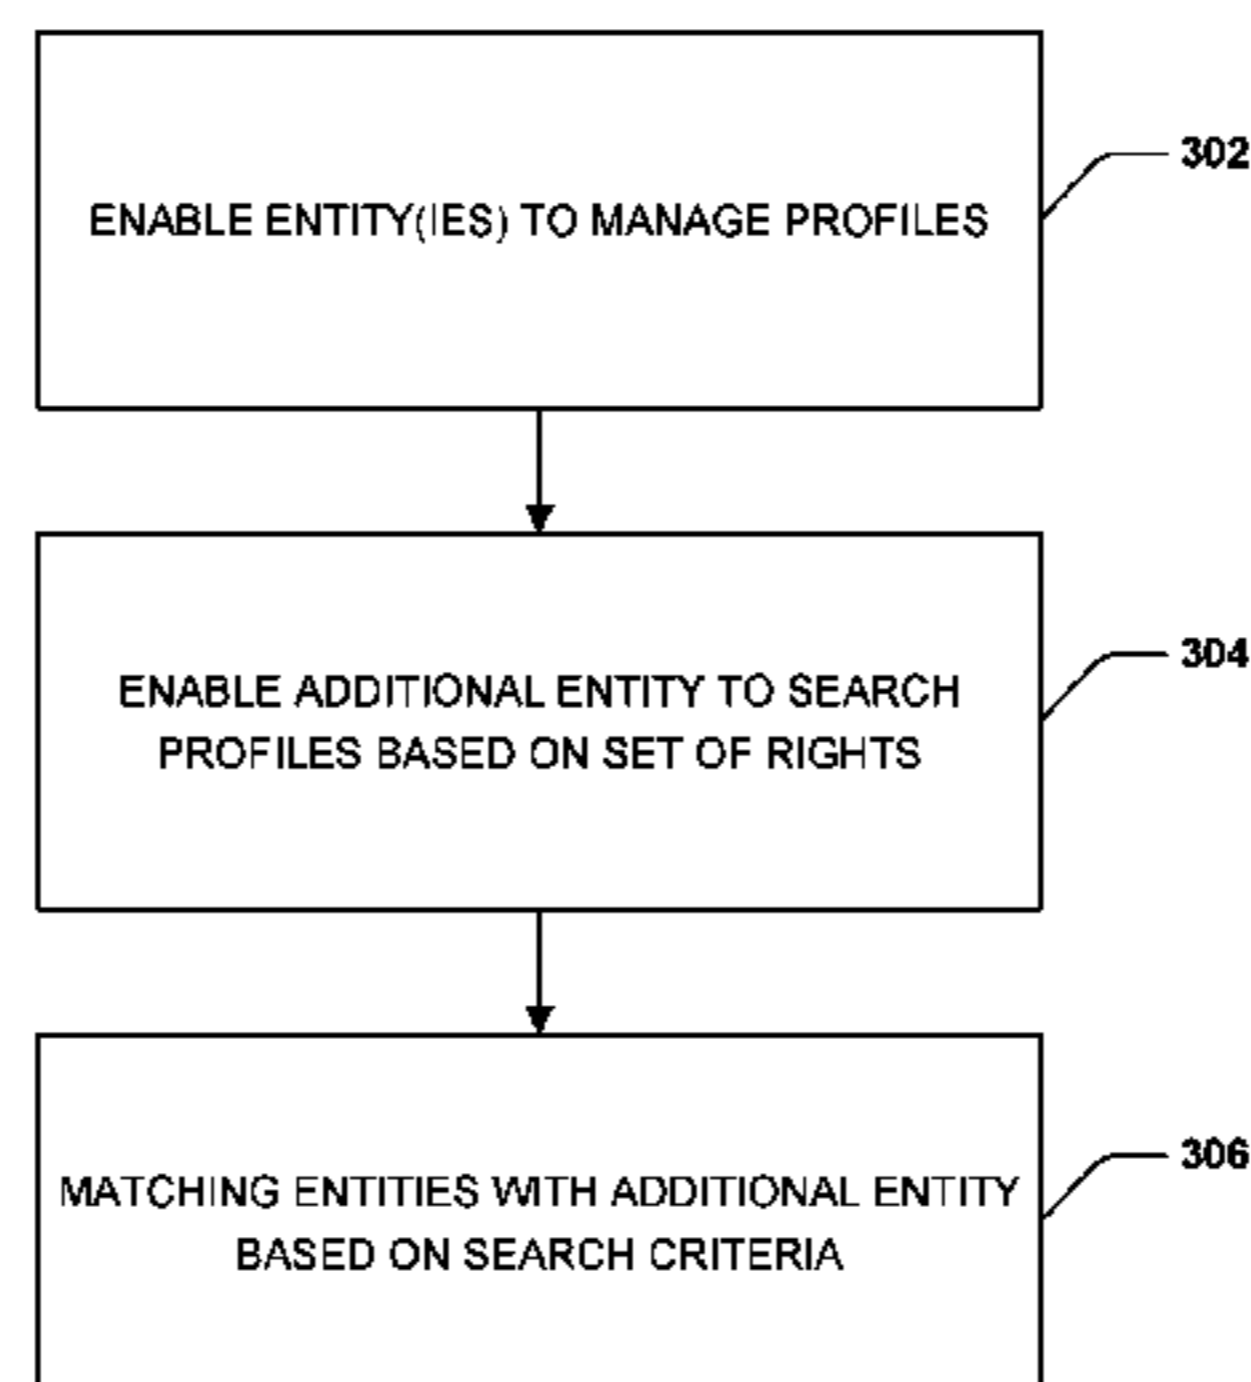 ENABLE ENTITY(IES) TO MANAGE PROFILES
302
ENABLE ADDITIONAL ENTITY TO SEARCH
PROFILES BASED ON SET OF RIGHTS
304
MATCHING ENTITIES WITH ADDITIONAL ENTITY
BASED ON SEARCH CRITERIA
306